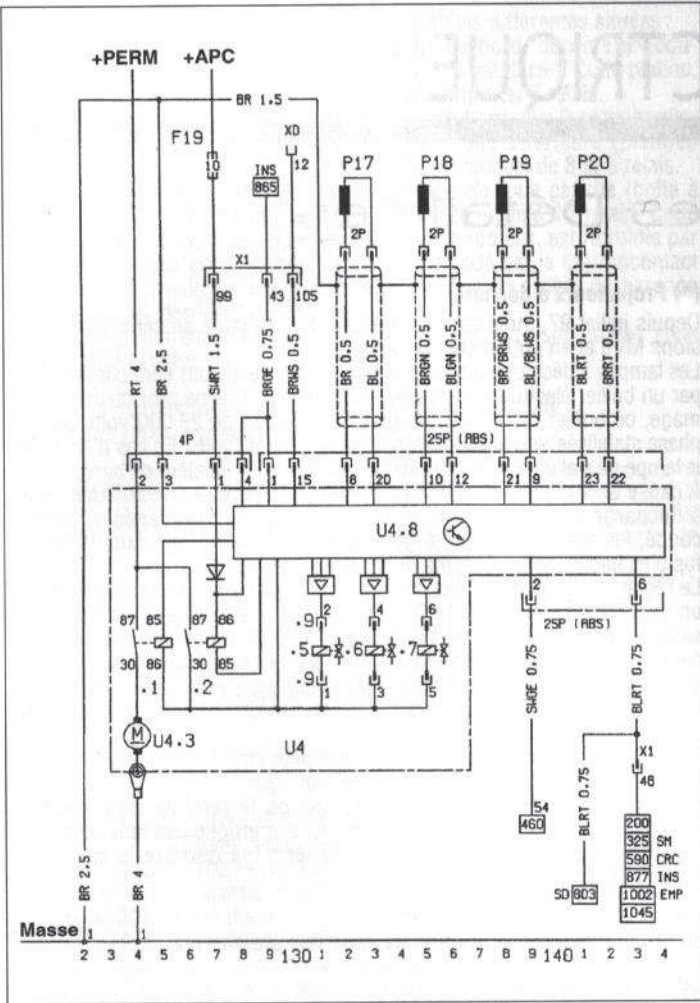 +PERM +APC
BR 1.5
F19
10
XD
12
INS
865
P17 P18 P19 P20
2P 2P 2P 2P
X1
99 43 105
RT 4
BR 2.5
SWRT 1.5
BRGE 0.75
BRWS 0.5
BR 0.5
BL 0.5
BRGN 0.5
BLGN 0.5
BR/BRWS 0.5
BL/BLWS 0.5
BLRT 0.5
BRRT 0.5
4P 25P (ABS)
2 3 1 4 1 15 8 20 10 12 21 9 23 22
U4.8
2 4 6
.9
87 85 87 86
.5 .6 .7
30 86 30 85
.1 .2
.9
1 3 5
2 6
25P (ABS)
M U4.3
U4
SWGE 0.75
BLRT 0.75
X1
46
BLRT 0.75
54
460
200
325 SM
590 CRC
SD 803
877 INS
1002 EMP
1045
BR 2.5
BR 4
Masse 1 1
2 3 4 5 6 7 8 9 130 1 2 3 4 5 6 7 8 9 140 1 2 3 4